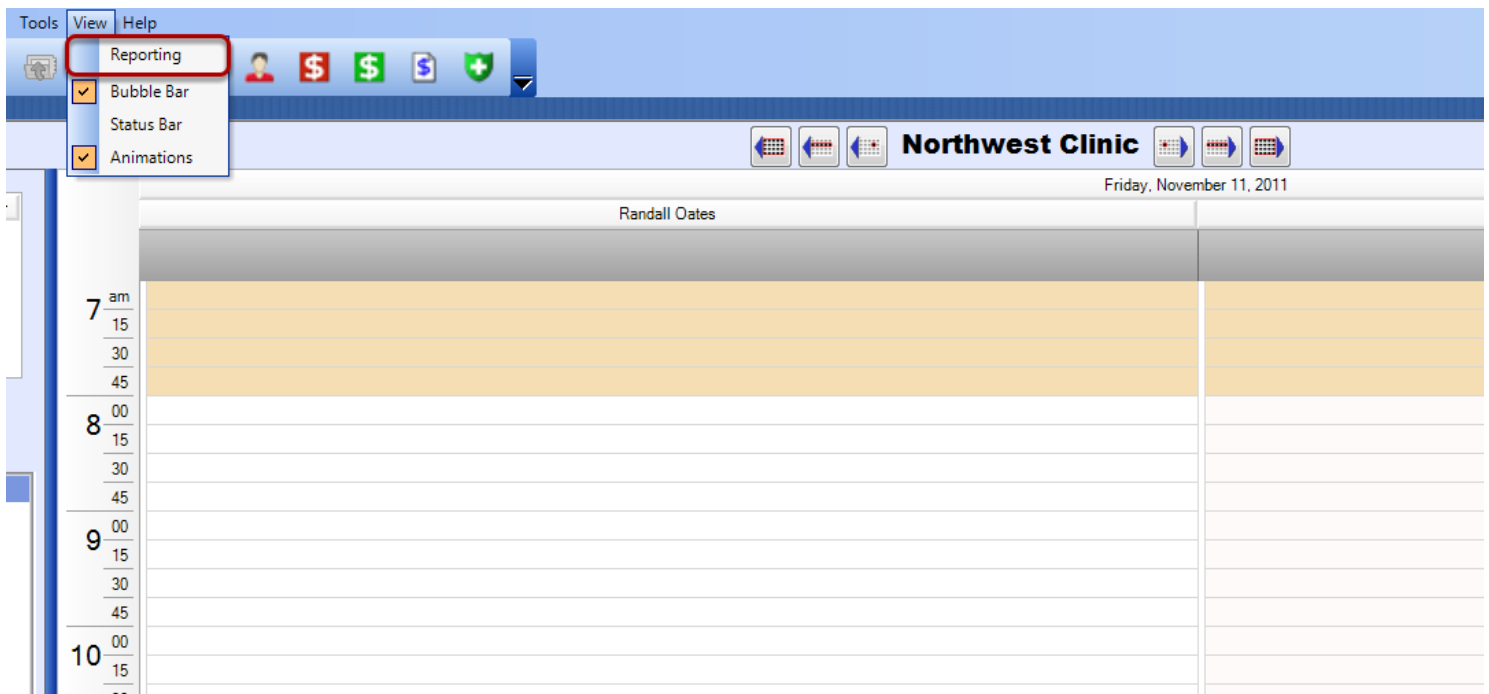 Tools View Help
Reporting
Bubble Bar
Status Bar
Animations
Northwest Clinic
Friday, November 11, 2011
Randall Oates
7 am
15
30
45
8 00
15
30
45
9 00
15
30
45
10 00
15